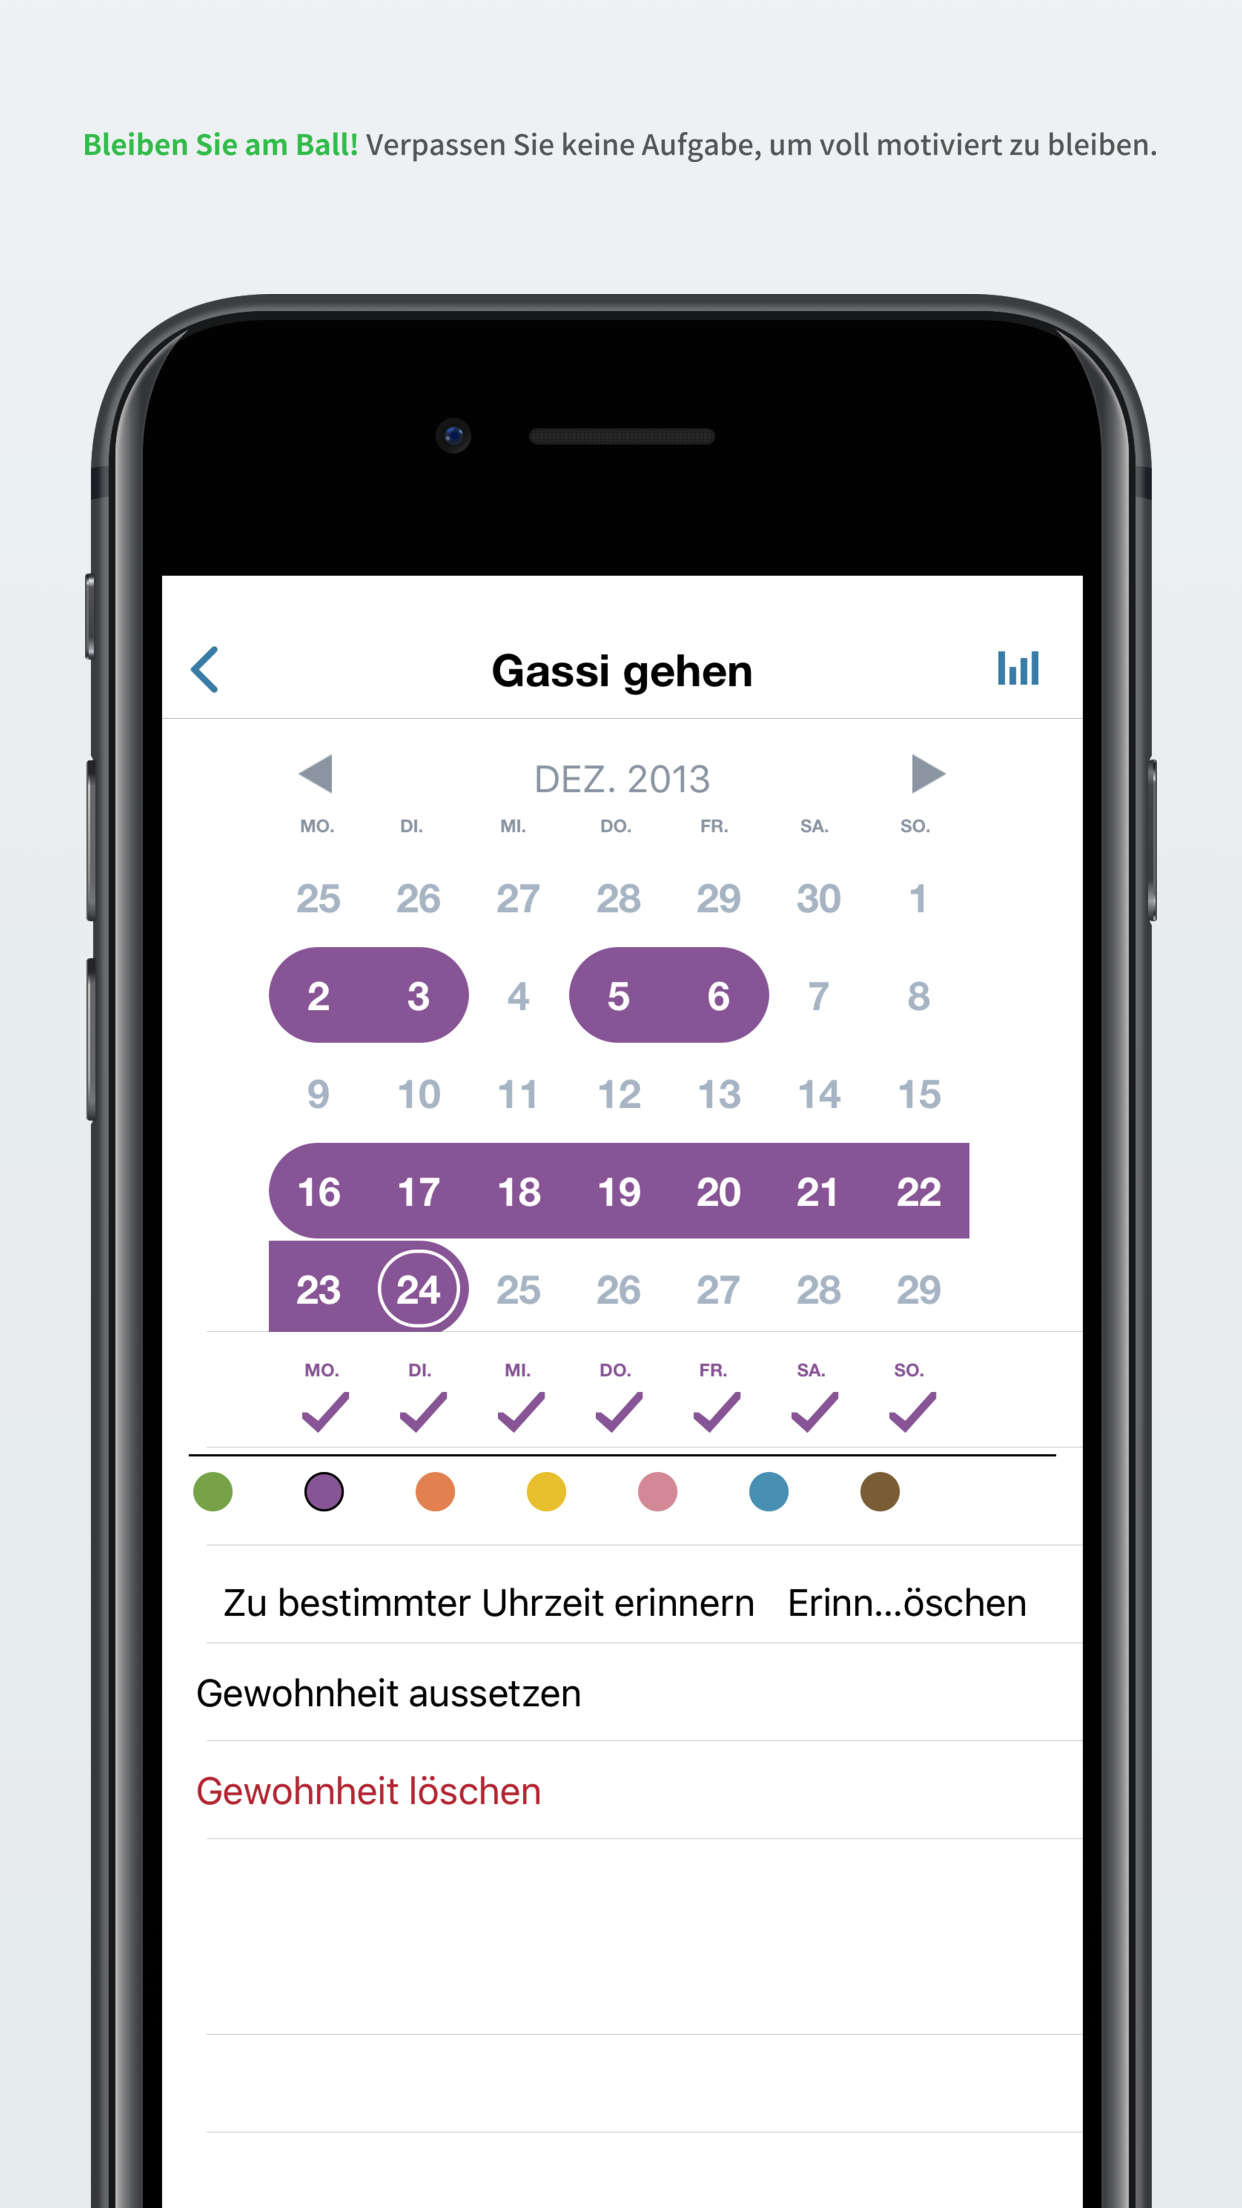 Bleiben Sie am Ball! Verpassen Sie keine Aufgabe, um voll motiviert zu bleiben.
Gassi gehen
DEZ. 2013
MO. DI. MI. DO. FR. SA. SO.
25 26 27 28 29 30 1
2 3 4 5 6 7 8
9 10 11 12 13 14 15
16 17 18 19 20 21 22
23 24 25 26 27 28 29
MO. DI. MI. DO. FR. SA. SO.
Zu bestimmter Uhrzeit erinnern Erinn...öschen
Gewohnheit aussetzen
Gewohnheit löschen